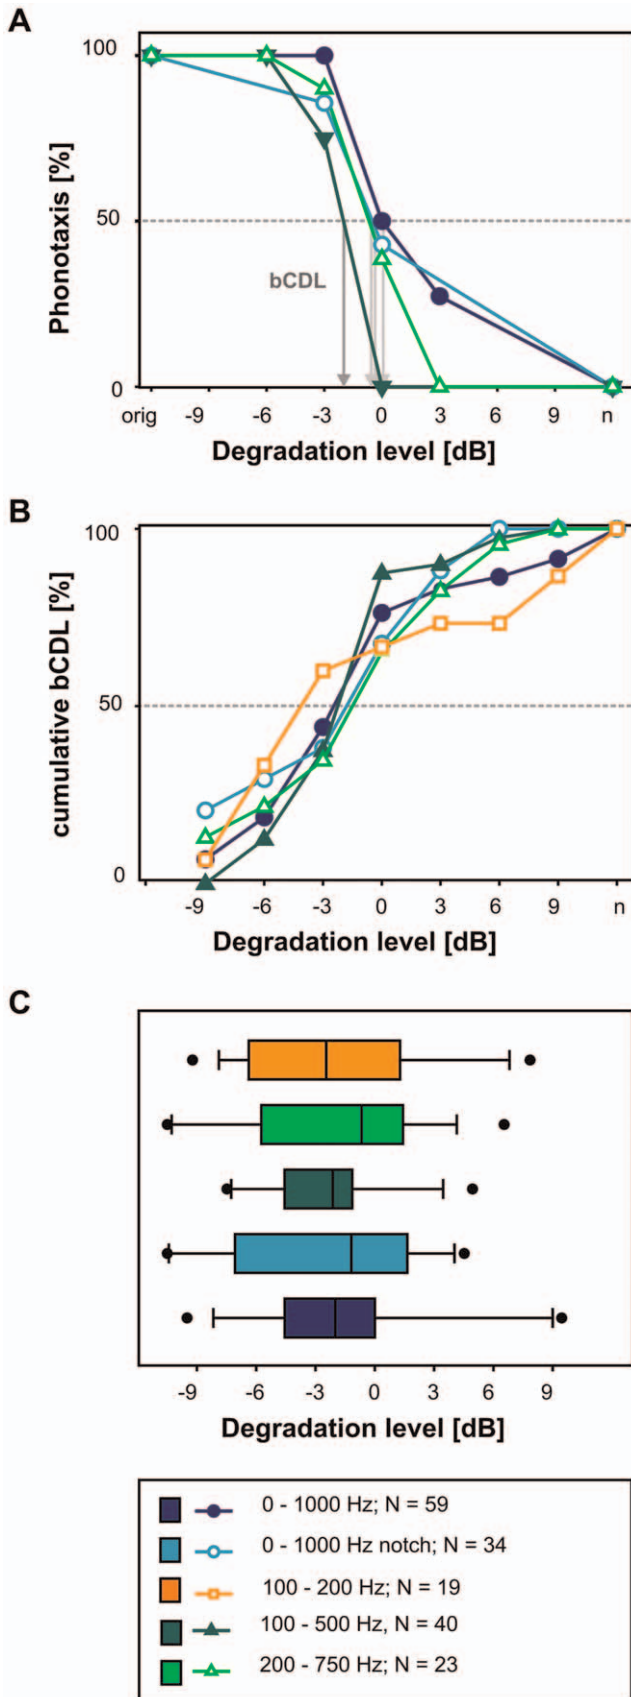 A
100
50
0
Phonotaxis [%]
bCDL
orig -9 -6 -3 0 3 6 9 n
Degradation level [dB]
B
100
50
0
cumulative bCDL [%]
-9 -6 -3 0 3 6 9 n
Degradation level [dB]
C
-9 -6 -3 0 3 6 9
Degradation level [dB]
0 - 1000 Hz; N = 59
0 - 1000 Hz notch; N = 34
100 - 200 Hz; N = 19
100 - 500 Hz, N = 40
200 - 750 Hz; N = 23